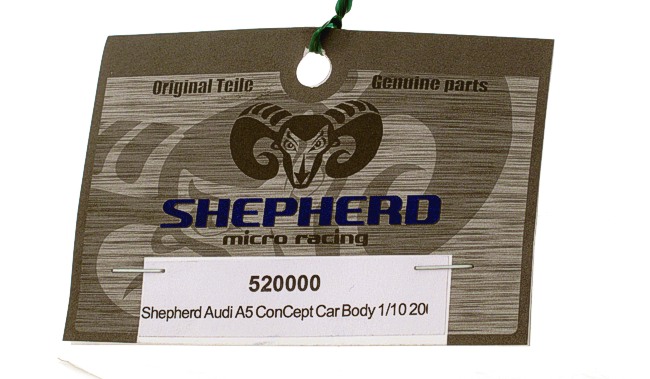 Original Teile Genuine parts
SHEPHERD
micro racing
520000
Shepherd Audi A5 ConCept Car Body 1/10